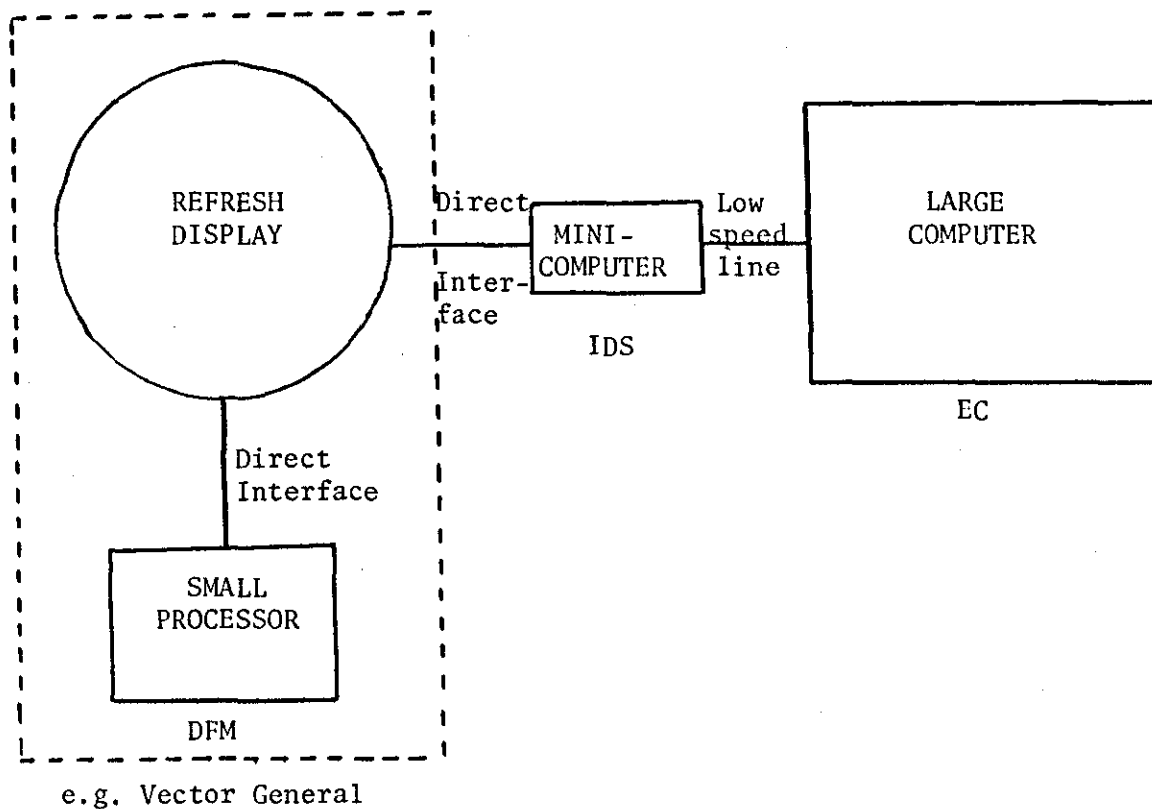 REFRESH
DISPLAY
Direct
Inter-
face
MINI-
COMPUTER
IDS
Low
speed
line
LARGE
COMPUTER
EC
Direct
Interface
SMALL
PROCESSOR
DFM
e.g. Vector General